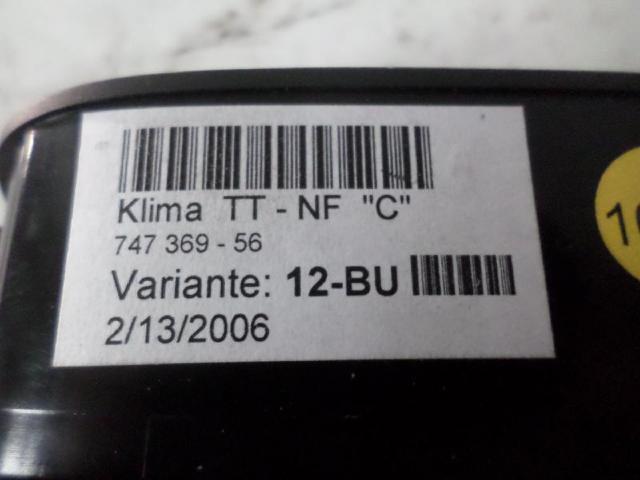 Klima TT - NF "C"
747 369 - 56
Variante: 12-BU
2/13/2006